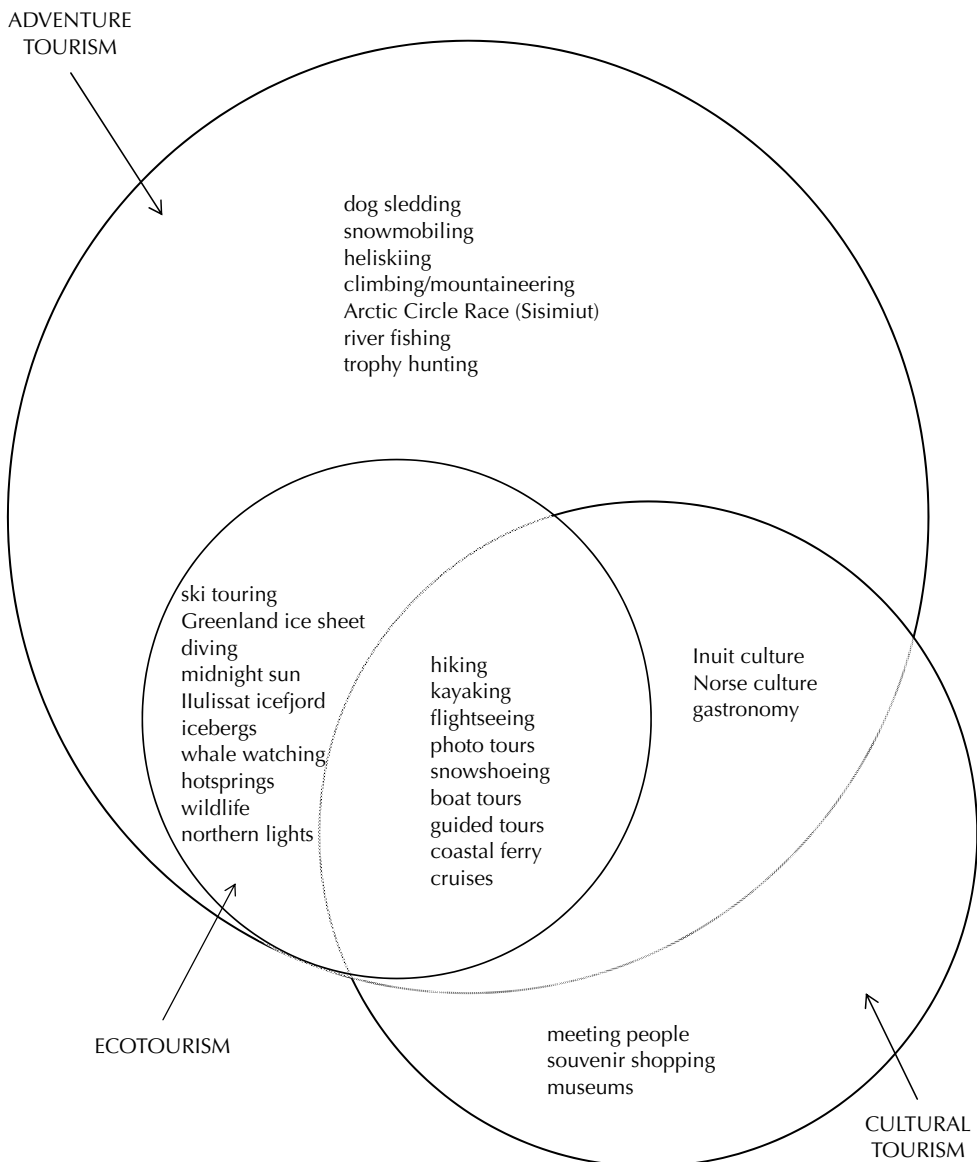 ADVENTURE
TOURISM
dog sledding
snowmobiling
heliskiing
climbing/mountaineering
Arctic Circle Race (Sisimiut)
river fishing
trophy hunting
ski touring
Greenland ice sheet
diving
midnight sun
IIulissat icefjord
icebergs
whale watching
hotsprings
wildlife
northern lights
hiking
kayaking
flightseeing
photo tours
snowshoeing
boat tours
guided tours
coastal ferry
cruises
Inuit culture
Norse culture
gastronomy
ECOTOURISM
meeting people
souvenir shopping
museums
CULTURAL
TOURISM